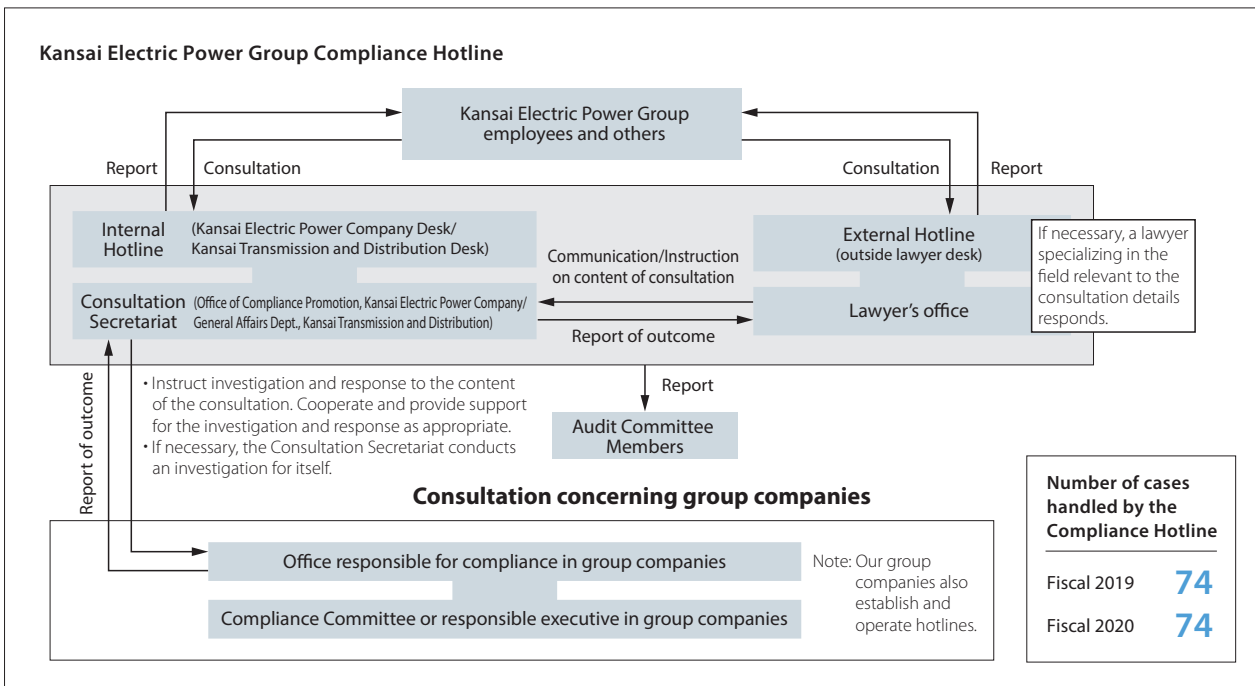 Kansai Electric Power Group Compliance Hotline
Kansai Electric Power Group
employees and others
Report
Consultation
Consultation
Report
Internal
Hotline
(Kansai Electric Power Company Desk/
Kansai Transmission and Distribution Desk)
Communication/Instruction
on content of consultation
External Hotline
(outside lawyer desk)
If necessary, a lawyer
specializing in the
field relevant to the
consultation details
responds.
Consultation
Secretariat
(Office of Compliance Promotion, Kansai Electric Power Company/
General Affairs Dept., Kansai Transmission and Distribution)
Lawyer's office
Report of outcome
Report of outcome
• Instruct investigation and response to the content
of the consultation. Cooperate and provide support
for the investigation and response as appropriate.
• If necessary, the Consultation Secretariat conducts
an investigation for itself.
Report
Audit Committee
Members
Consultation concerning group companies
Office responsible for compliance in group companies
Compliance Committee or responsible executive in group companies
Note: Our group
companies also
establish and
operate hotlines.
Number of cases
handled by the
Compliance Hotline
Fiscal 2019 74
Fiscal 2020 74